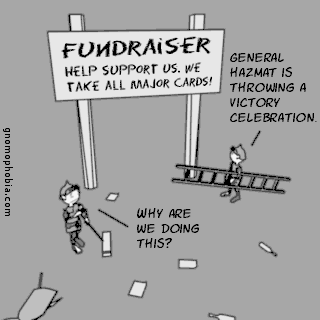 FUNDRAISER
HELP SUPPORT US. WE
TAKE ALL MAJOR CARDS!
GENERAL
HAZMAT IS
THROWING A
VICTORY
CELEBRATION.
WHY ARE
WE DOING
THIS?
gnomophobia.com